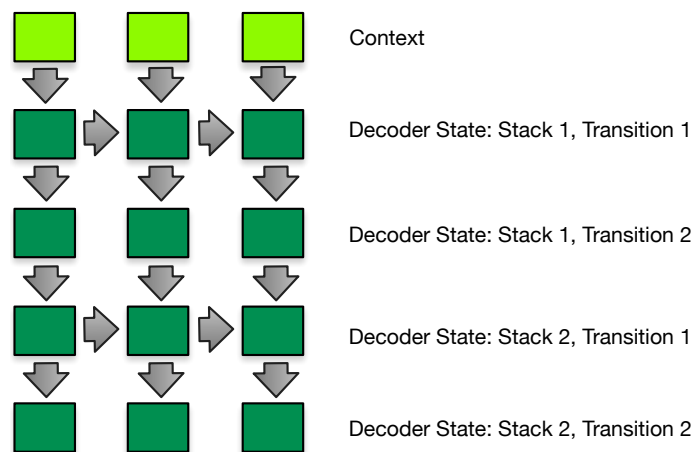 Context
Decoder State: Stack 1, Transition 1
Decoder State: Stack 1, Transition 2
Decoder State: Stack 2, Transition 1
Decoder State: Stack 2, Transition 2